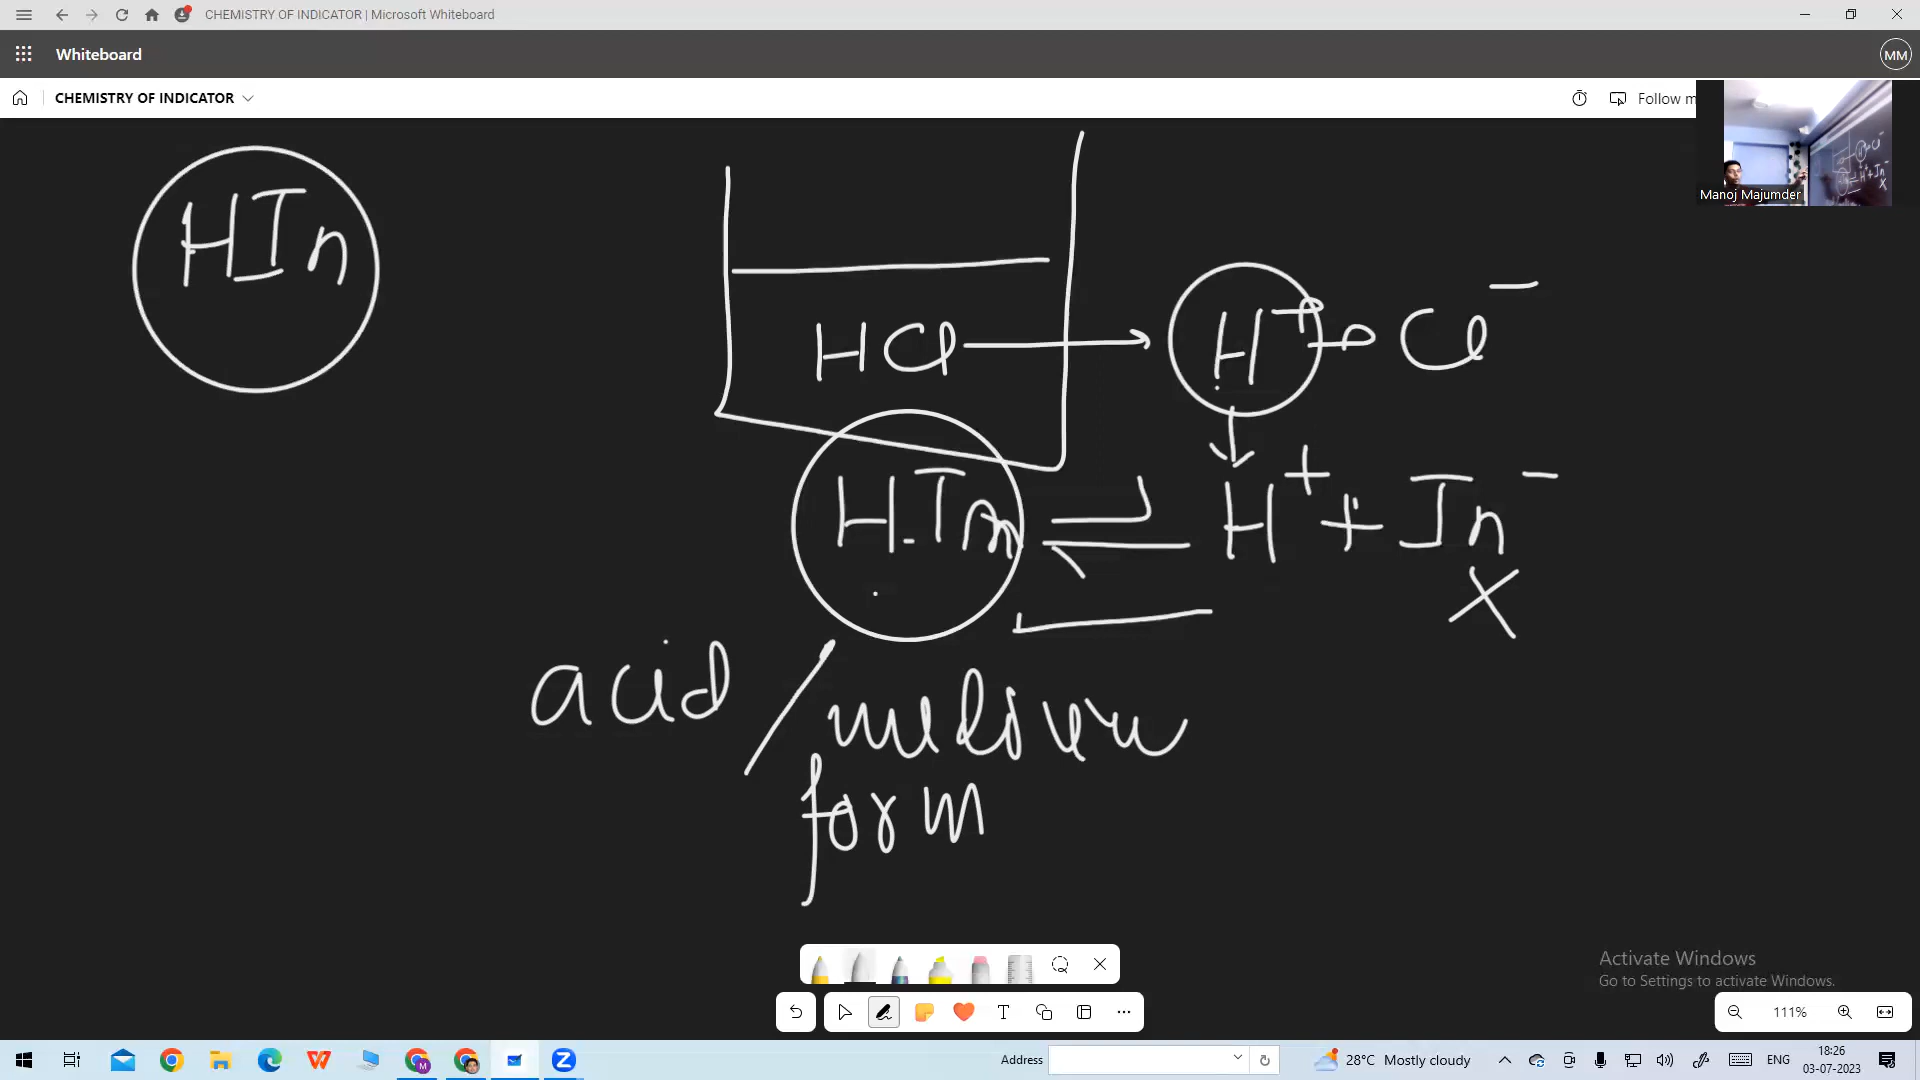 CHEMISTRY OF INDICATOR | Microsoft Whiteboard
Whiteboard
MM
CHEMISTRY OF INDICATOR
Follow m
Manoj Majumder
HIn
HCl → H+ + Cl−
HIn ⇌ H+ + In−
X
acid /
form
Activate Windows
Go to Settings to activate Windows.
111%
Address
28°C Mostly cloudy
ENG
18:26
03-07-2023